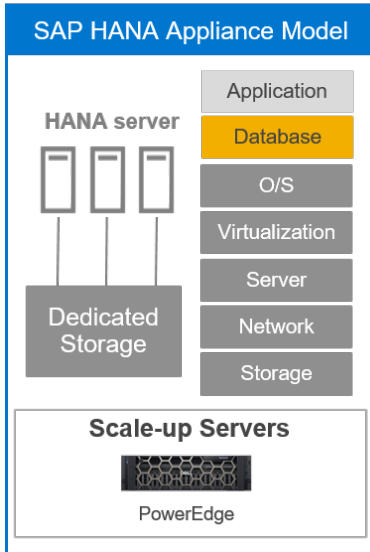 SAP HANA Appliance Model
HANA server
Dedicated
Storage
Application
Database
O/S
Virtualization
Server
Network
Storage
Scale-up Servers
PowerEdge